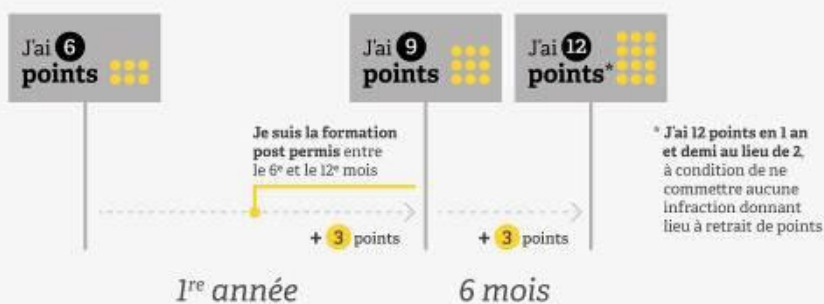 J'ai 6
points
J'ai 9
points
J'ai 12
points*
Je suis la formation
post permis entre
le 6e et le 12e mois
* J'ai 12 points en 1 an
et demi au lieu de 2,
à condition de ne
commettre aucune
infraction donnant
lieu à retrait de points
+ 3 points
+ 3 points
1re année
6 mois